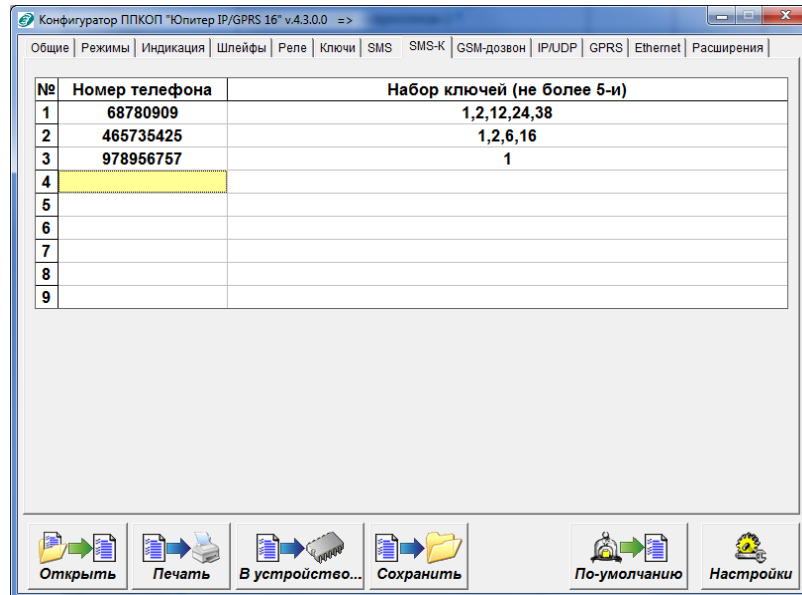 Конфигуратор ППКОП "Юпитер IP/GPRS 16" v.4.3.0.0 =>
Общие Режимы Индикация Шлейфы Реле Ключи SMS SMS-K GSM-дозвон IP/UDP GPRS Ethernet Расширения
№ Номер телефона Набор ключей (не более 5-и)
1 68780909 1,2,12,24,38
2 465735425 1,2,6,16
3 978956757 1
4
5
6
7
8
9
Открыть Печать В устройство... Сохранить По-умолчанию Настройки